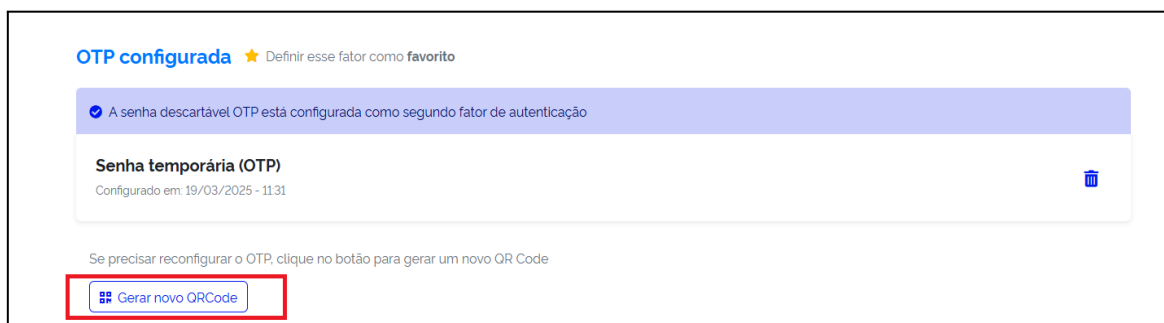 OTP configurada Definir esse fator como favorito
A senha descartável OTP está configurada como segundo fator de autenticação
Senha temporária (OTP)
Configurado em: 19/03/2025 - 11:31
Se precisar reconfigurar o OTP, clique no botão para gerar um novo QR Code
Gerar novo QRCode